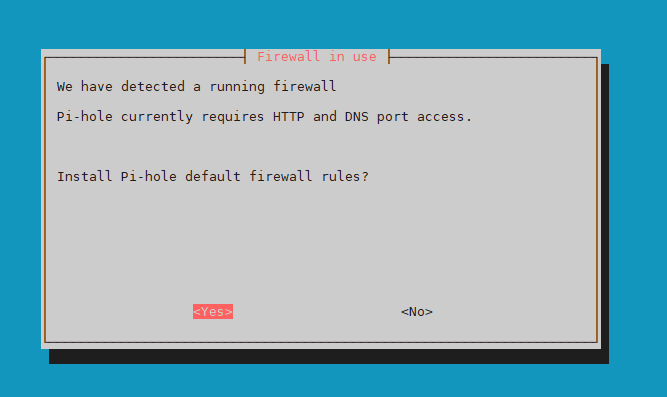 Firewall in use
We have detected a running firewall
Pi-hole currently requires HTTP and DNS port access.
Install Pi-hole default firewall rules?
<Yes> <No>